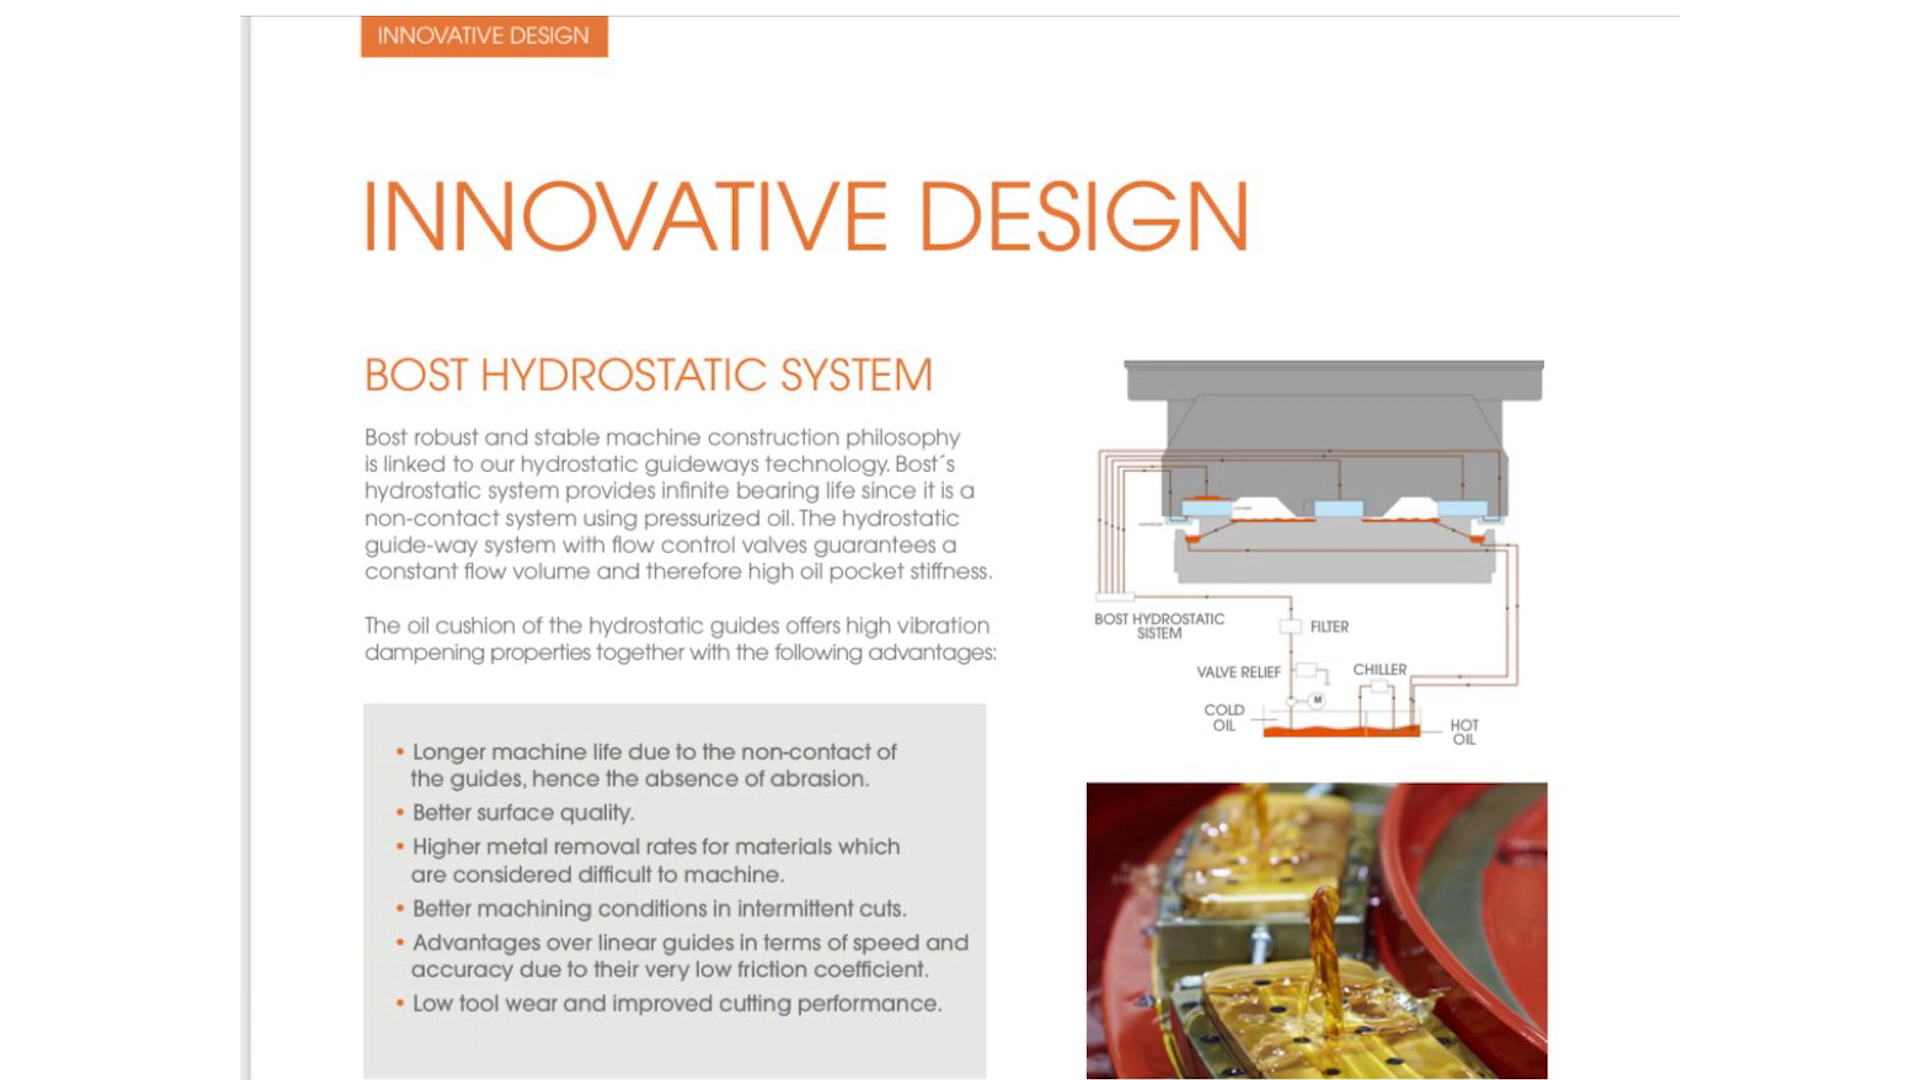 INNOVATIVE DESIGN
INNOVATIVE DESIGN
BOST HYDROSTATIC SYSTEM
Bost robust and stable machine construction philosophy
is linked to our hydrostatic guideways technology. Bost´s
hydrostatic system provides infinite bearing life since it is a
non-contact system using pressurized oil. The hydrostatic
guide-way system with flow control valves guarantees a
constant flow volume and therefore high oil pocket stiffness.
The oil cushion of the hydrostatic guides offers high vibration
dampening properties together with the following advantages:
• Longer machine life due to the non-contact of
the guides, hence the absence of abrasion.
• Better surface quality.
• Higher metal removal rates for materials which
are considered difficult to machine.
• Better machining conditions in intermittent cuts.
• Advantages over linear guides in terms of speed and
accuracy due to their very low friction coefficient.
• Low tool wear and improved cutting performance.
BOST HYDROSTATIC
SISTEM
FILTER
VALVE RELIEF
CHILLER
M
COLD
OIL
HOT
OIL